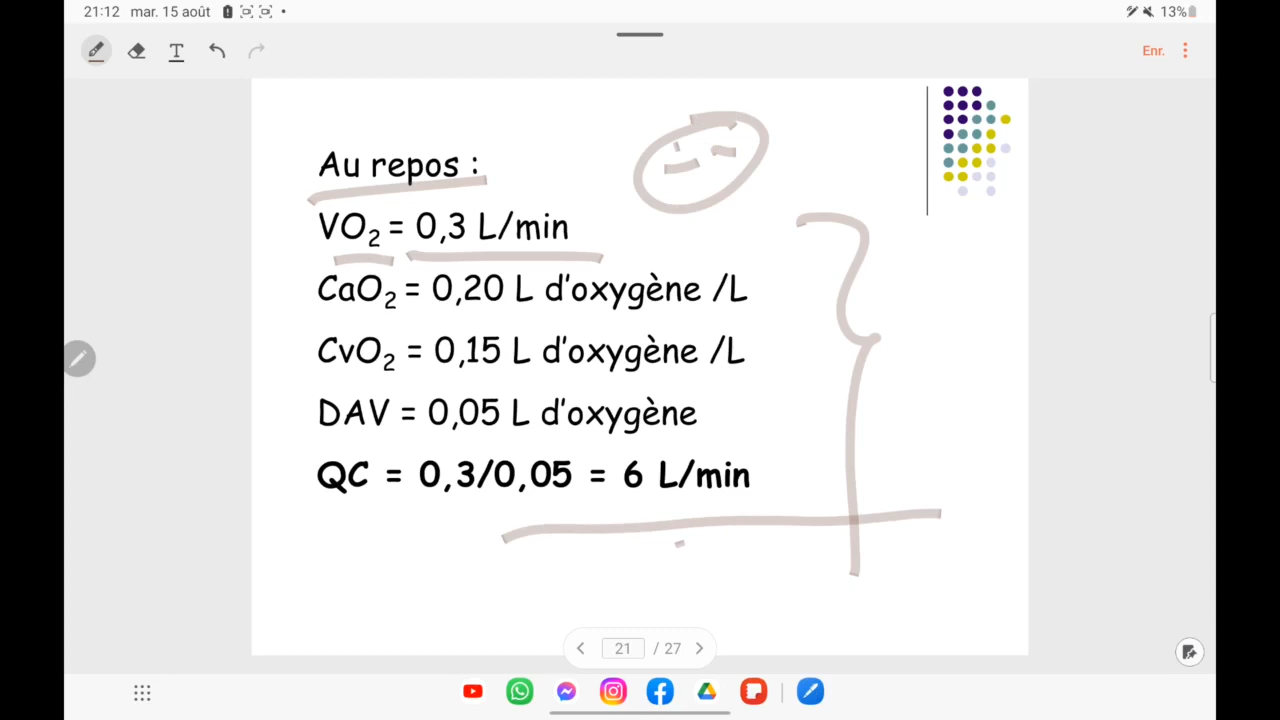 21:12 mar. 15 août
13%
Enr.
Au repos :
VO₂ = 0,3 L/min
CaO₂ = 0,20 L d'oxygène /L
CvO₂ = 0,15 L d'oxygène /L
DAV = 0,05 L d'oxygène
QC = 0,3/0,05 = 6 L/min
21 / 27